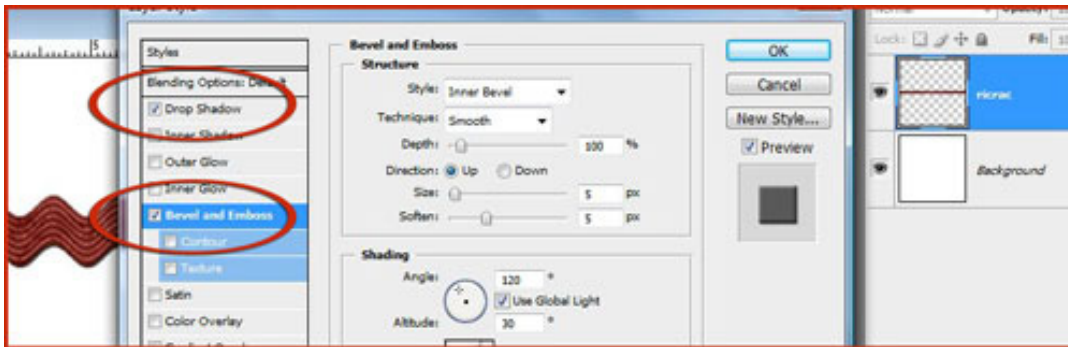 Layer Style
5
Styles
Blending Options: Default
Drop Shadow
Inner Shadow
Outer Glow
Inner Glow
Bevel and Emboss
Contour
Texture
Satin
Color Overlay
Bevel and Emboss
Structure
Style: Inner Bevel
Technique: Smooth
Depth: 100 %
Direction: Up Down
Size: 5 px
Soften: 5 px
Shading
Angle: 120 °
Use Global Light
Altitude: 30 °
OK
Cancel
New Style...
Preview
Lock: Fill:
ricrac
Background